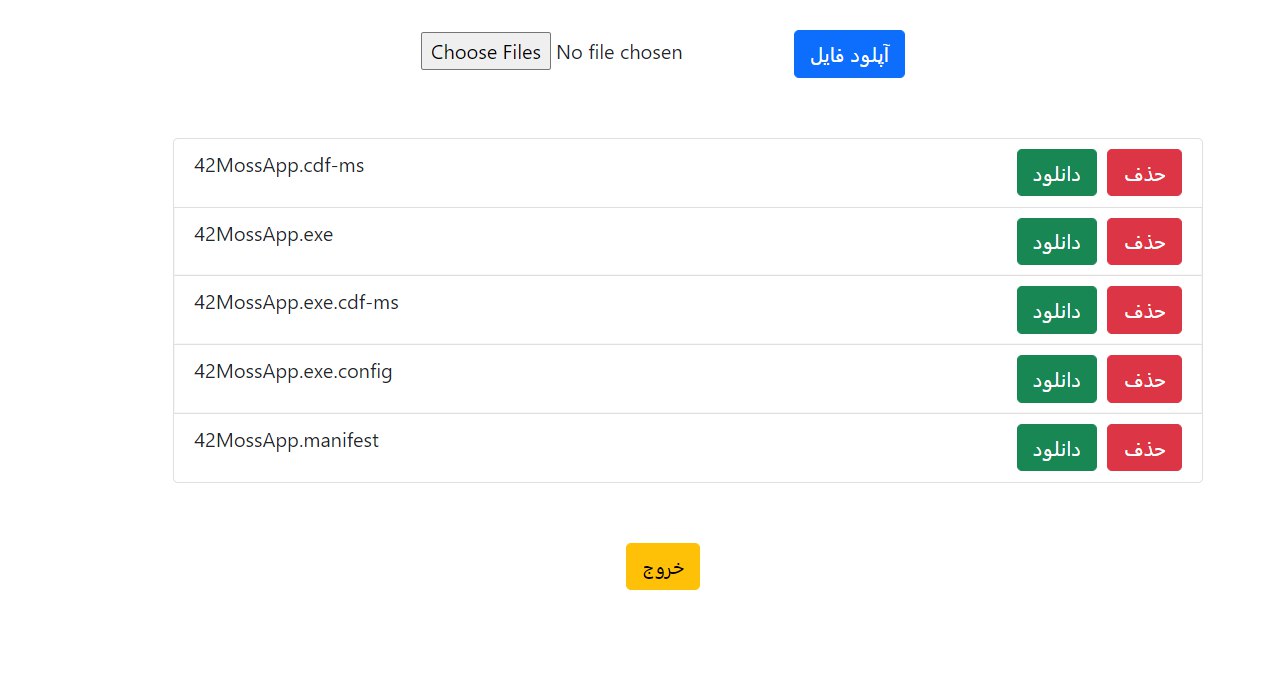 Choose Files No file chosen آپلود فایل
42MossApp.cdf-ms دانلود حذف
42MossApp.exe دانلود حذف
42MossApp.exe.cdf-ms دانلود حذف
42MossApp.exe.config دانلود حذف
42MossApp.manifest دانلود حذف
خروج